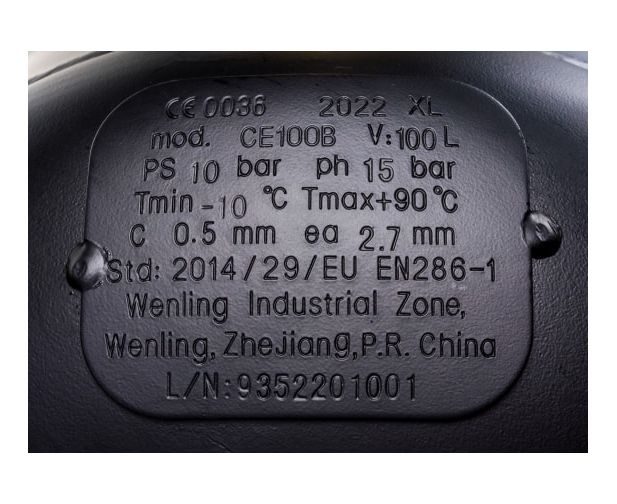 CE 0036 2022 XL
mod. CE100B V:100 L
PS 10 bar ph 15 bar
Tmin -10 °C Tmax+90°C
C 0.5 mm ea 2.7 mm
Std: 2014/29/EU EN286-1
Wenling Industrial Zone,
Wenling, ZheJiang,P.R. China
L/N:9352201001